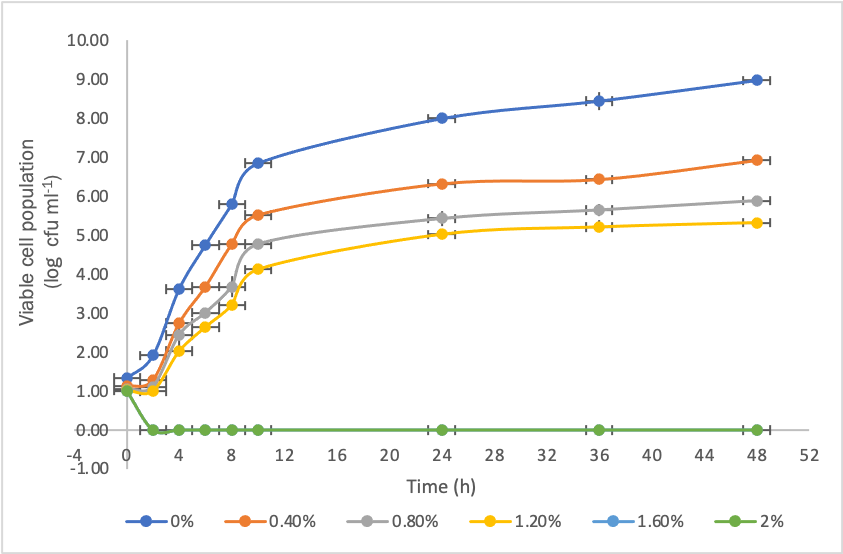 10.00
9.00
8.00
7.00
6.00
5.00
4.00
3.00
2.00
1.00
0.00
-1.00
-4 0 4 8 12 16 20 24 28 32 36 40 44 48 52
Viable cell population
(log cfu ml-1)
Time (h)
0% 0.40% 0.80% 1.20% 1.60% 2%